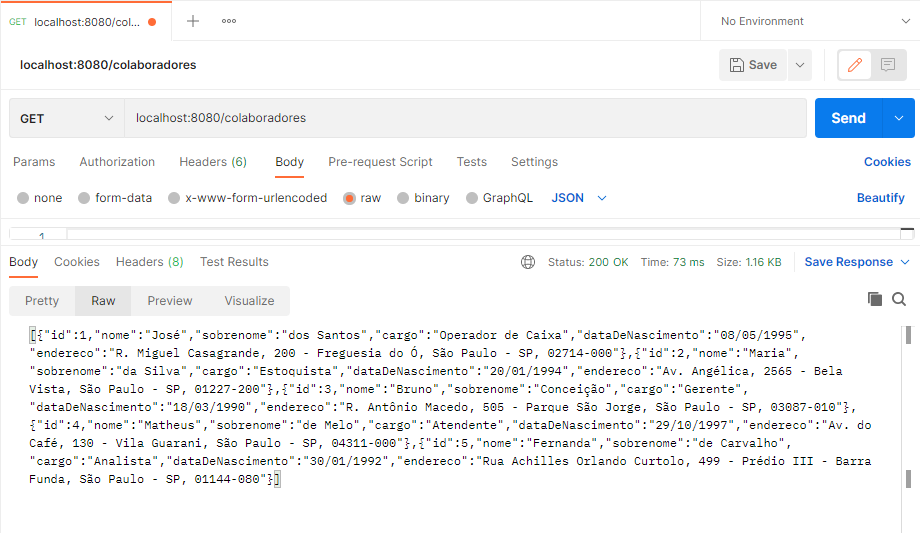 GET localhost:8080/col...
No Environment
localhost:8080/colaboradores
Save
GET localhost:8080/colaboradores
Send
Params Authorization Headers (6) Body Pre-request Script Tests Settings Cookies
none form-data x-www-form-urlencoded raw binary GraphQL JSON Beautify
1
Body Cookies Headers (8) Test Results Status: 200 OK Time: 73 ms Size: 1.16 KB Save Response
Pretty Raw Preview Visualize
[{"id":1,"nome":"José","sobrenome":"dos Santos","cargo":"Operador de Caixa","dataDeNascimento":"08/05/1995",
"endereco":"R. Miguel Casagrande, 200 - Freguesia do Ó, São Paulo - SP, 02714-000"},{"id":2,"nome":"Maria",
"sobrenome":"da Silva","cargo":"Estoquista","dataDeNascimento":"20/01/1994","endereco":"Av. Angélica, 2565 - Bela
Vista, São Paulo - SP, 01227-200"},{"id":3,"nome":"Bruno","sobrenome":"Conceição","cargo":"Gerente",
"dataDeNascimento":"18/03/1990","endereco":"R. Antônio Macedo, 505 - Parque São Jorge, São Paulo - SP, 03087-010"},
{"id":4,"nome":"Matheus","sobrenome":"de Melo","cargo":"Atendente","dataDeNascimento":"29/10/1997","endereco":"Av. do
Café, 130 - Vila Guarani, São Paulo - SP, 04311-000"},{"id":5,"nome":"Fernanda","sobrenome":"de Carvalho",
"cargo":"Analista","dataDeNascimento":"30/01/1992","endereco":"Rua Achilles Orlando Curtolo, 499 - Prédio III - Barra
Funda, São Paulo - SP, 01144-080"}]